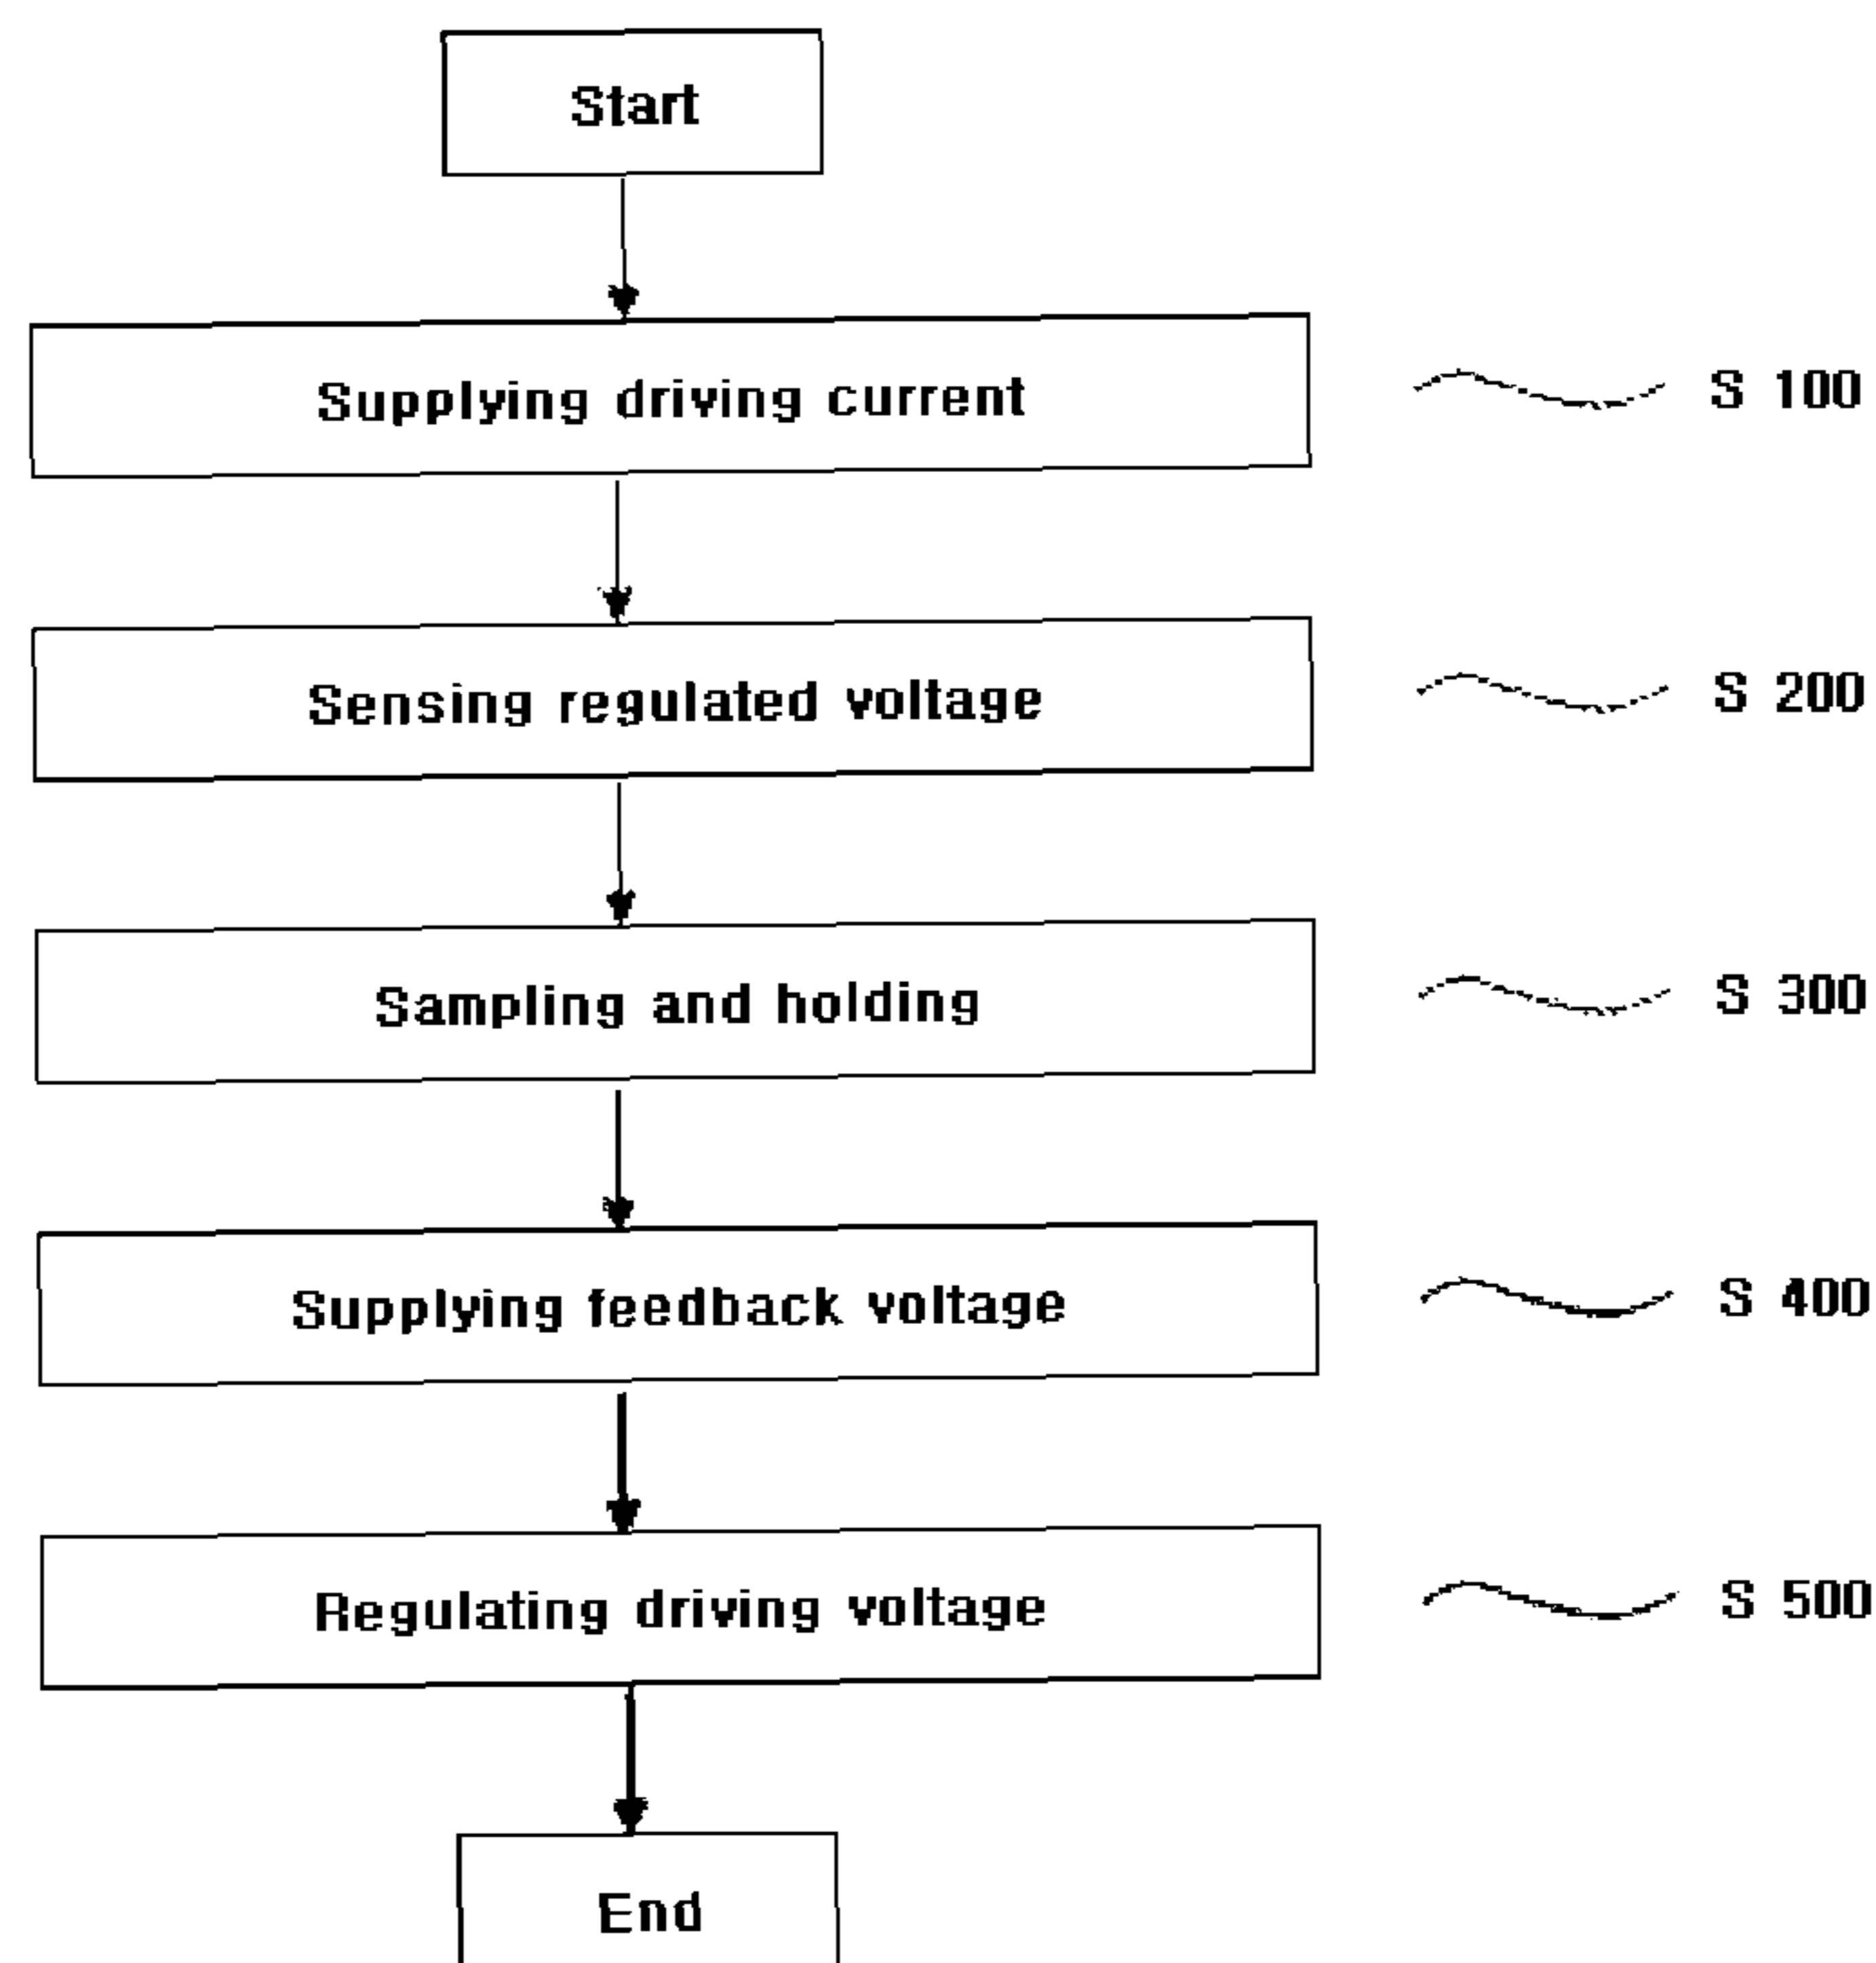 Start
Supplying driving current S 100
Sensing regulated voltage S 200
Sampling and holding S 300
Supplying feedback voltage S 400
Regulating driving voltage S 500
End